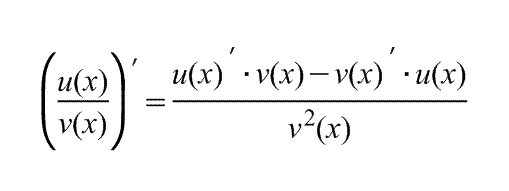 (u(x)/v(x))′ = (u(x)′ · v(x) − v(x)′ · u(x))/v²(x)